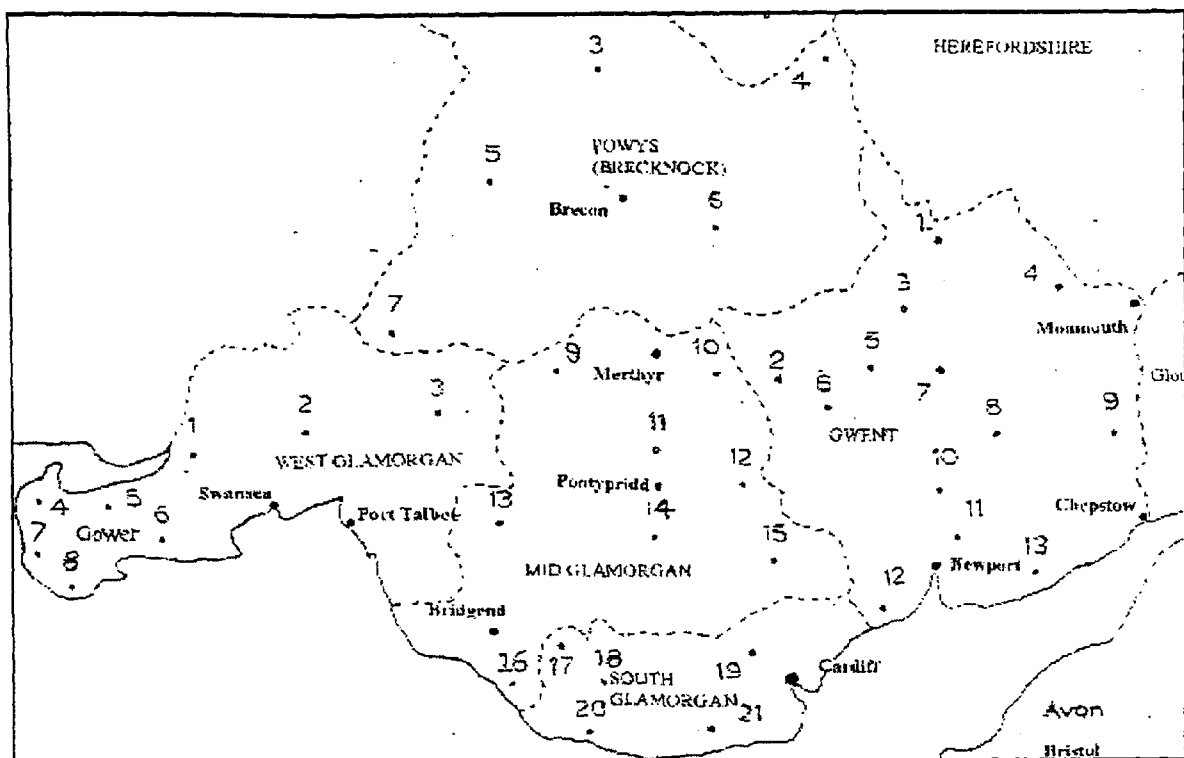 3
4
HEREFORDSHIRE
5
POWYS
(BRECKNOCK)
Brecon
6
1
3
4
Monmouth
7
9
Merthyr
10
2
5
6
7
8
9
Glou
GWENT
1
2
3
WEST GLAMORGAN
11
Pontypridd
12
10
4
5
6
7
8
Gower
Swansea
Port Talbot
13
14
15
MID GLAMORGAN
11
Chepstow
12
Newport
13
Bridgend
16
17
18
SOUTH
GLAMORGAN
19
Cardiff
20
21
Avon
Bristol